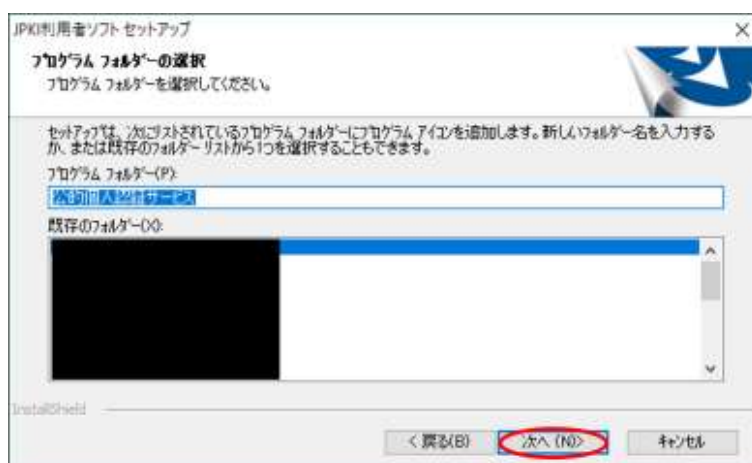 JPKI利用者ソフト セットアップ
プログラム フォルダーの選択
プログラム フォルダーを選択してください。
セットアップは、次にリストされているプログラム フォルダーにプログラム アイコンを追加します。新しいフォルダー名を入力する
か、または既存のフォルダー リストから1つを選択することもできます。
プログラム フォルダー(P):
公的個人認証サービス
既存のフォルダー(X):
InstallShield
< 戻る(B)
次へ (N)>
キャンセル